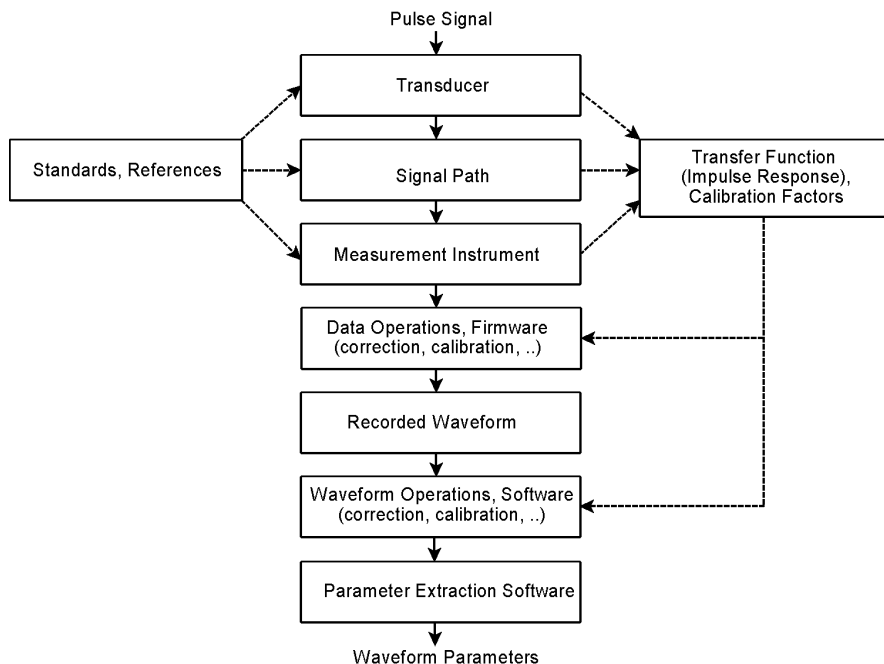 Pulse Signal
Transducer
Standards, References
Signal Path
Transfer Function
(Impulse Response),
Calibration Factors
Measurement Instrument
Data Operations, Firmware
(correction, calibration, ..)
Recorded Waveform
Waveform Operations, Software
(correction, calibration, ..)
Parameter Extraction Software
Waveform Parameters